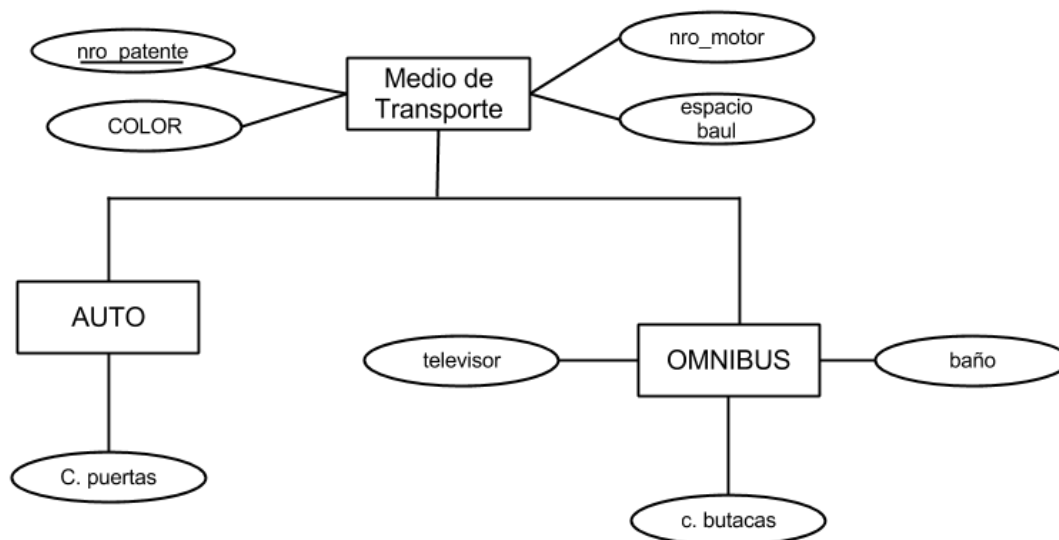 nro_patente
nro_motor
Medio de
Transporte
COLOR
espacio
baul
AUTO
televisor
OMNIBUS
baño
C. puertas
c. butacas